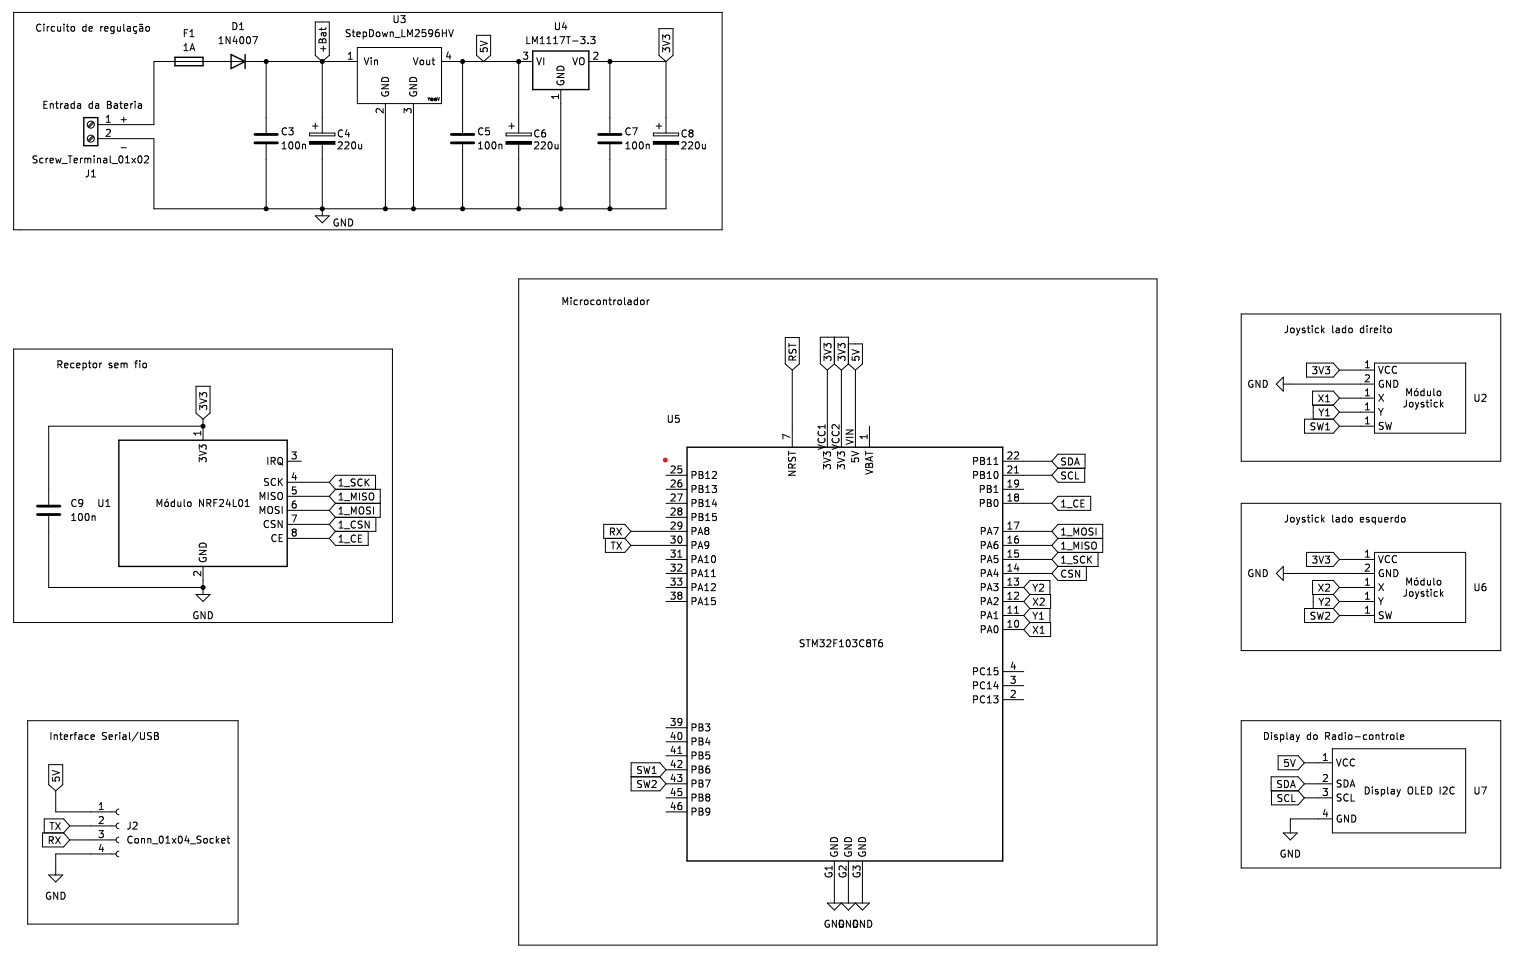 Circuito de regulação
F1
1A
D1
1N4007
+Bat
U3
StepDown_LM2596HV
1
Vin
Vout
4
GND
GND
2
3
5V
U4
LM1117T-3.3
3
VI
VO
2
GND
1
3V3
Entrada da Bateria
1 +
2
-
Screw_Terminal_01x02
J1
C3
100n
+
C4
220u
C5
100n
+
C6
220u
C7
100n
+
C8
220u
GND
Receptor sem fio
3V3
1
3V3
IRQ 3
SCK 4 1_SCK
MISO 5 1_MISO
MOSI 6 1_MOSI
CSN 7 1_CSN
CE 8 1_CE
C9
100n
U1
Módulo NRF24L01
GND
2
GND
Interface Serial/USB
5V
1
TX 2
RX 3
4
J2
Conn_01x04_Socket
GND
Microcontrolador
RST
3V3
3V3
5V
U5
7
VCC1
VCC2
VIN
1
NRST
3V3
3V3
5V
VBAT
25 PB12
26 PB13
27 PB14
28 PB15
RX 29 PA8
TX 30 PA9
31 PA10
32 PA11
33 PA12
38 PA15
39 PB3
40 PB4
41 PB5
SW1 42 PB6
SW2 43 PB7
45 PB8
46 PB9
STM32F103C8T6
PB11 22 SDA
PB10 21 SCL
PB1 19
PB0 18 1_CE
PA7 17 1_MOSI
PA6 16 1_MISO
PA5 15 1_SCK
PA4 14 CSN
PA3 13 Y2
PA2 12 X2
PA1 11 Y1
PA0 10 X1
PC15 4
PC14 3
PC13 2
GND
GND
GND
G1
G2
G3
GND
GND
GND
Joystick lado direito
3V3 1 VCC
GND 2 GND
X1 1 X
Y1 1 Y
SW1 1 SW
Módulo
Joystick
U2
Joystick lado esquerdo
3V3 1 VCC
GND 2 GND
X2 1 X
Y2 1 Y
SW2 1 SW
Módulo
Joystick
U6
Display do Radio-controle
5V 1 VCC
SDA 2 SDA
SCL 3 SCL
4 GND
Display OLED I2C
U7
GND